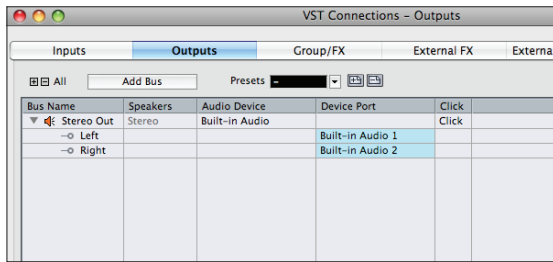 VST Connections - Outputs
Inputs Outputs Group/FX External FX Externa
All Add Bus Presets -
Bus Name Speakers Audio Device Device Port Click
Stereo Out Stereo Built-in Audio Click
Left Built-in Audio 1
Right Built-in Audio 2